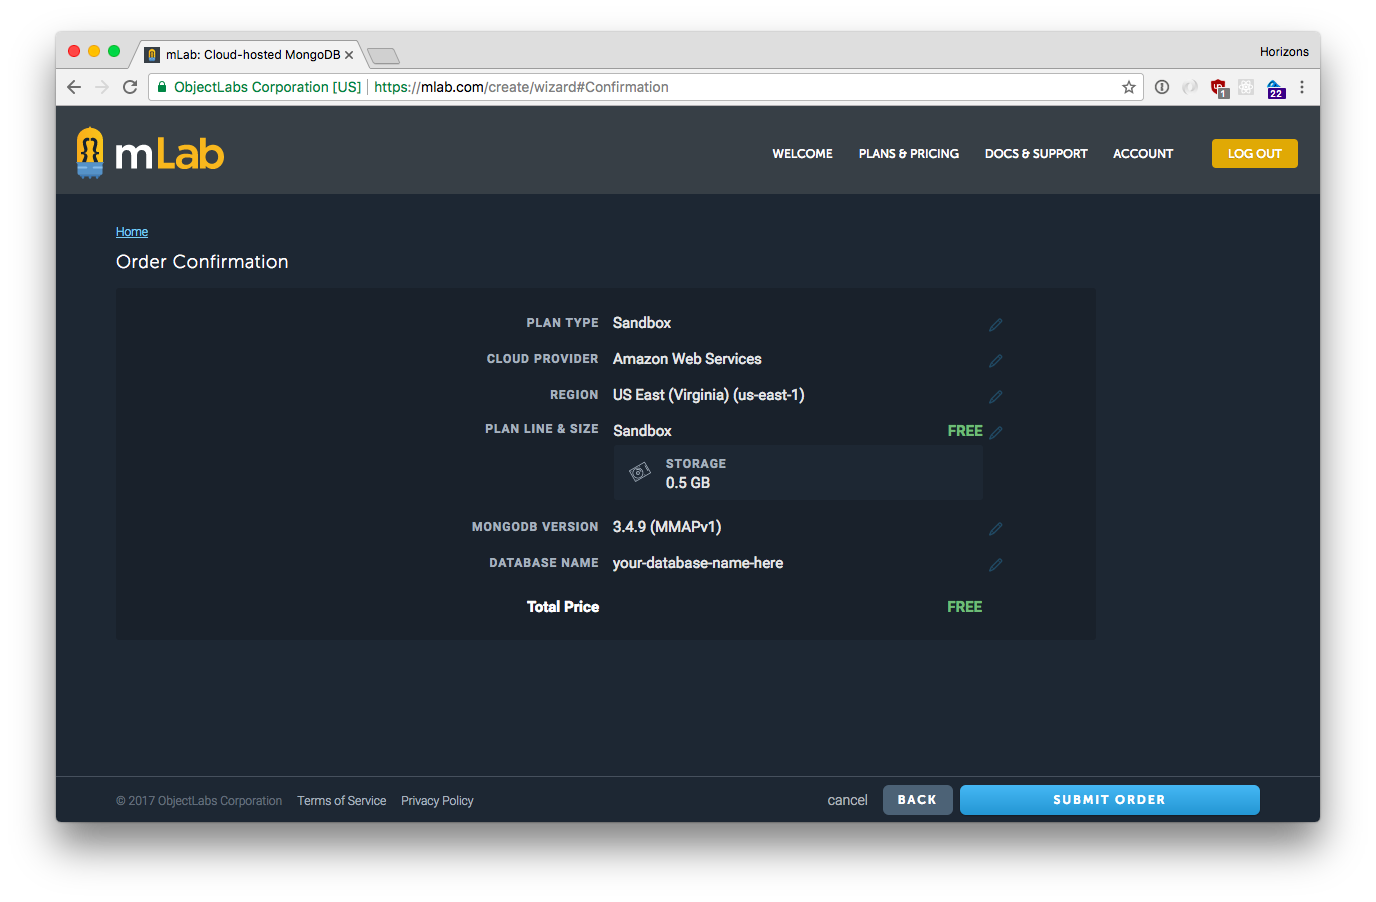 mLab: Cloud-hosted MongoDB
Horizons
ObjectLabs Corporation [US] https://mlab.com/create/wizard#Confirmation
1
22
mLab
WELCOME PLANS & PRICING DOCS & SUPPORT ACCOUNT LOG OUT
Home
Order Confirmation
PLAN TYPE Sandbox
CLOUD PROVIDER Amazon Web Services
REGION US East (Virginia) (us-east-1)
PLAN LINE & SIZE Sandbox FREE
STORAGE
0.5 GB
MONGODB VERSION 3.4.9 (MMAPv1)
DATABASE NAME your-database-name-here
Total Price FREE
© 2017 ObjectLabs Corporation Terms of Service Privacy Policy cancel BACK SUBMIT ORDER